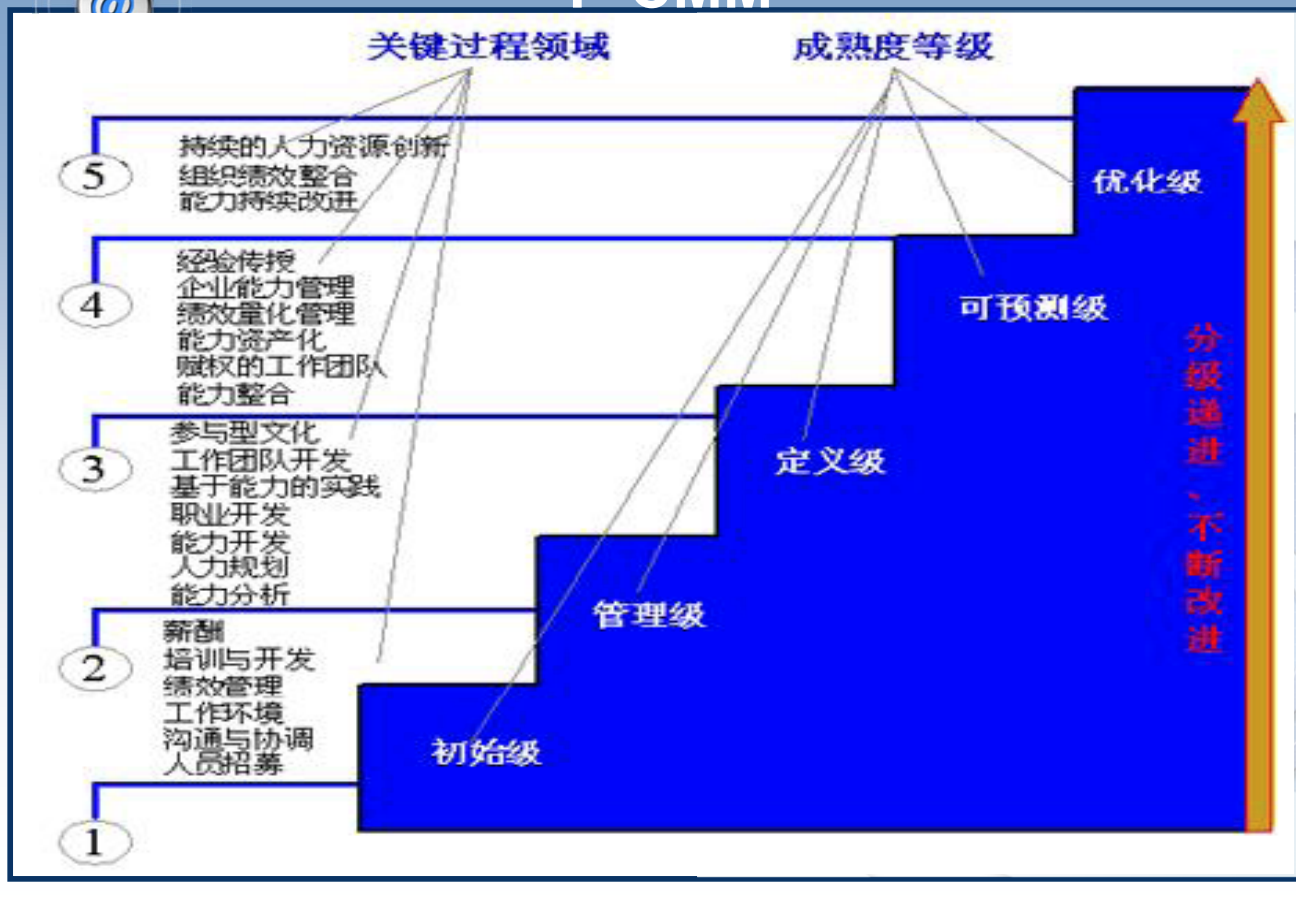 CMM
关键过程领域
成熟度等级
5
持续的人力资源创新
组织绩效整合
能力持续改进
优化级
4
经验传授
企业能力管理
绩效量化管理
能力资产化
赋权的工作团队
能力整合
可预测级
3
参与型文化
工作团队开发
基于能力的实践
职业开发
能力开发
人力规划
能力分析
定义级
2
薪酬
培训与开发
绩效管理
工作环境
沟通与协调
人员招募
管理级
1
初始级
分级递进、不断改进